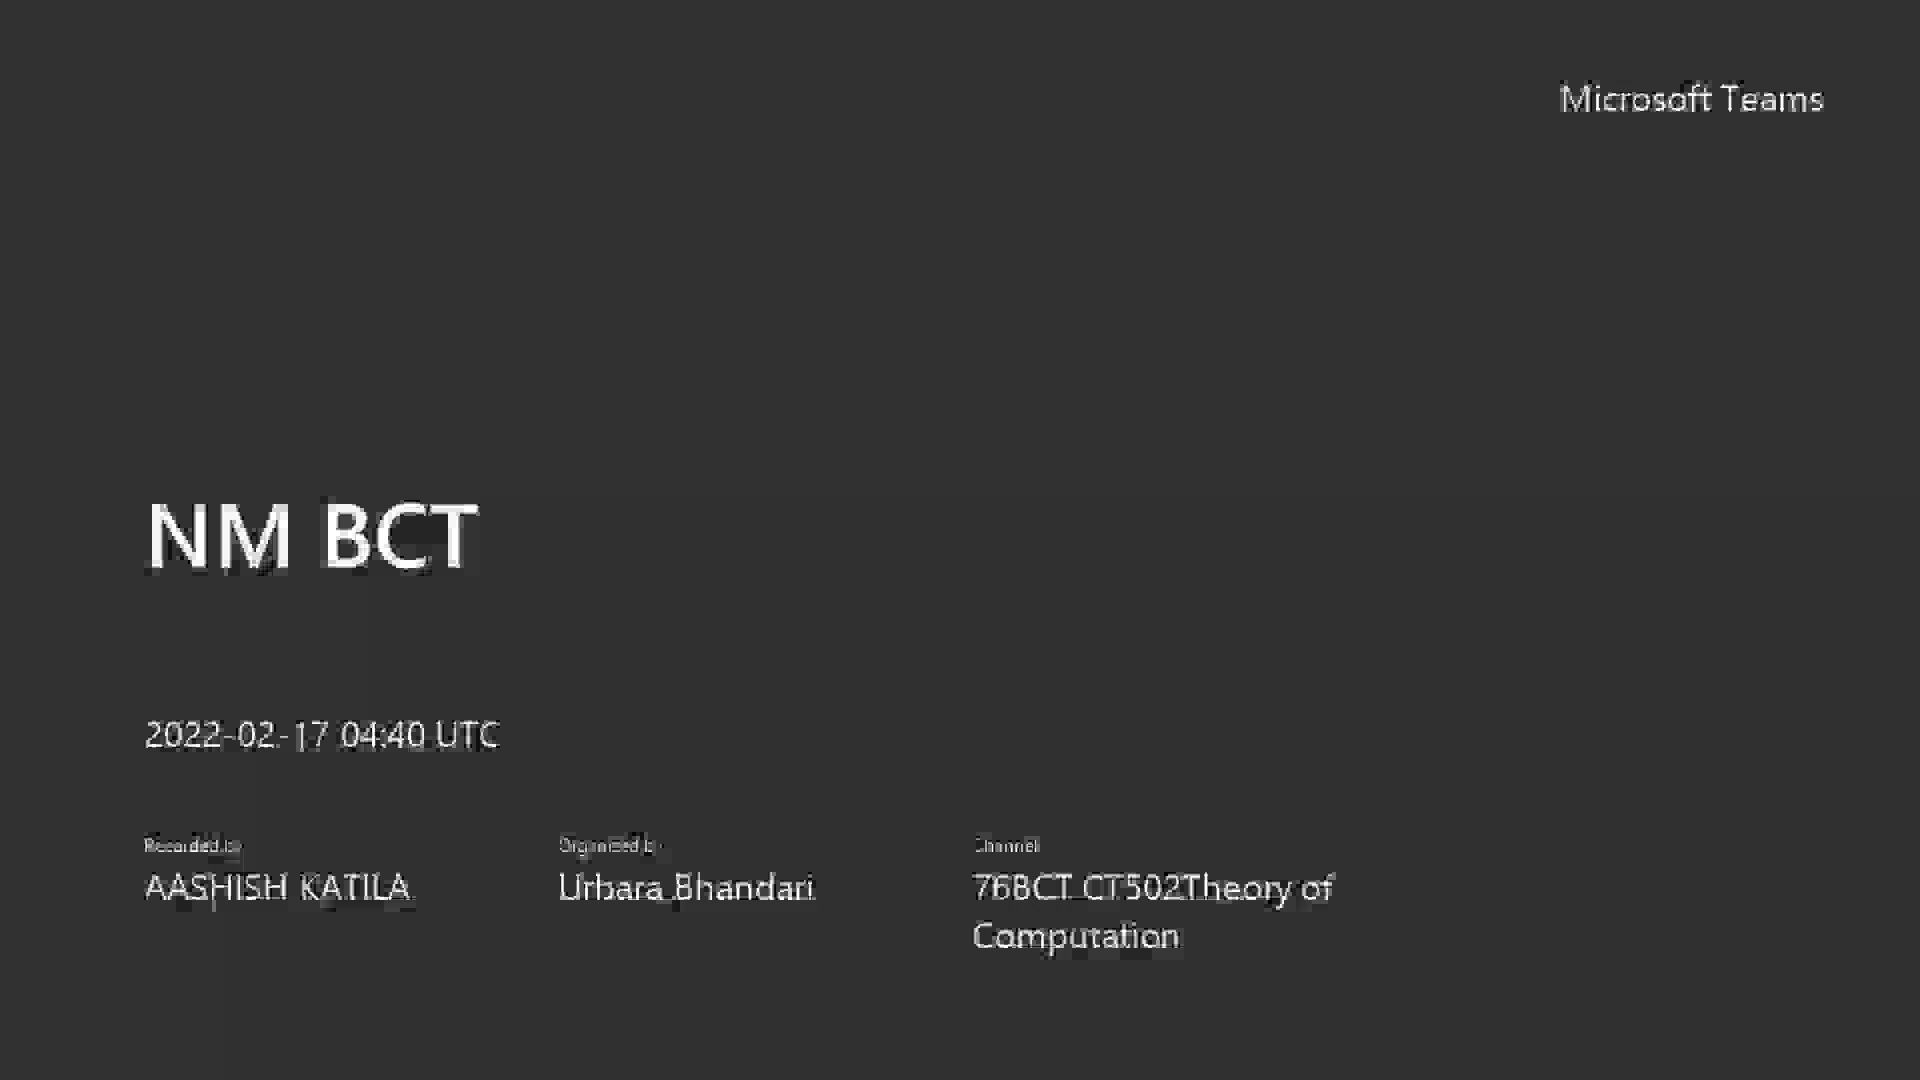 Microsoft Teams
NM BCT
2022-02-17 04:40 UTC
Recorded by
Organized by
Channel
AASHISH KATILA
Urbara Bhandari
76BCT CT502Theory of
Computation